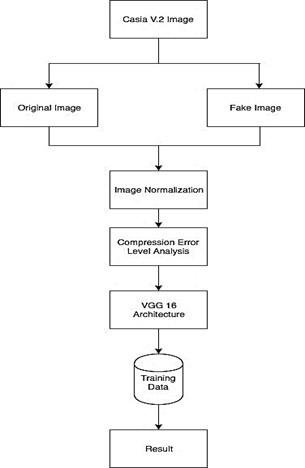 Casia V.2 Image
Original Image
Fake Image
Image Normalization
Compression Error
Level Analysis
VGG 16
Architecture
Training
Data
Result